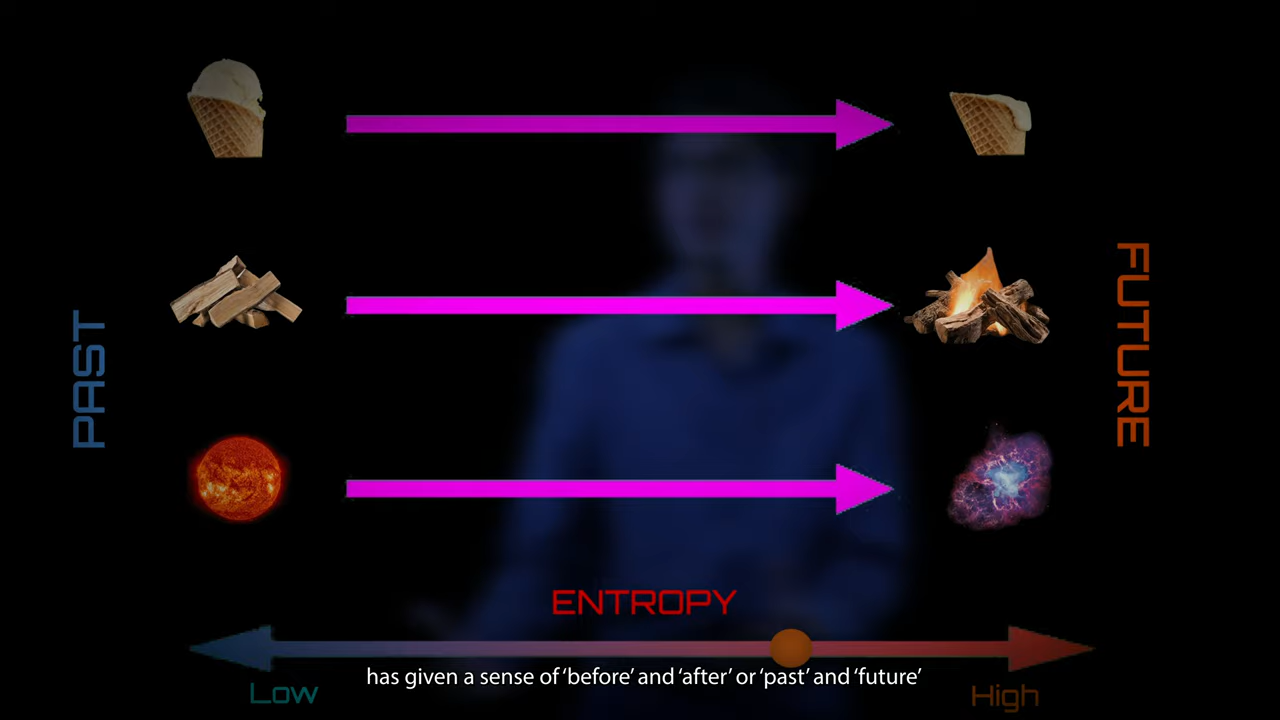 PAST
FUTURE
ENTROPY
has given a sense of ‘before’ and ‘after’ or ‘past’ and ‘future’
Low
High